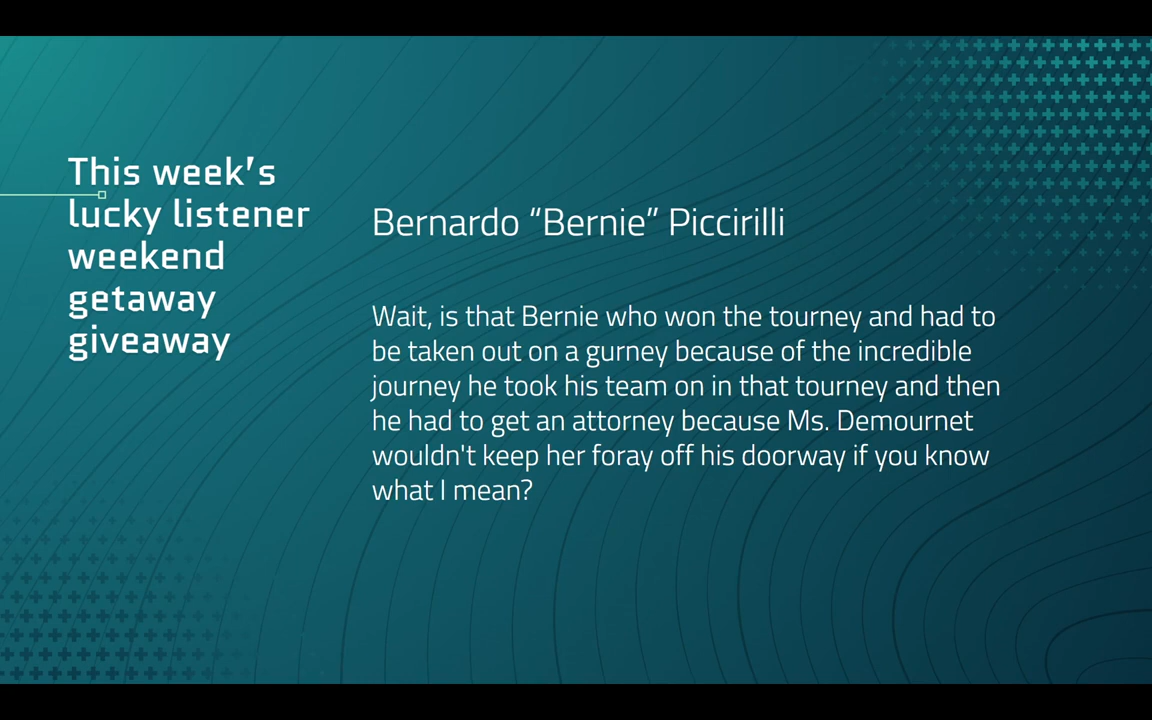 This week's
lucky listener
weekend
getaway
giveaway
Bernardo “Bernie” Piccirilli
Wait, is that Bernie who won the tourney and had to
be taken out on a gurney because of the incredible
journey he took his team on in that tourney and then
he had to get an attorney because Ms. Demournet
wouldn't keep her foray off his doorway if you know
what I mean?